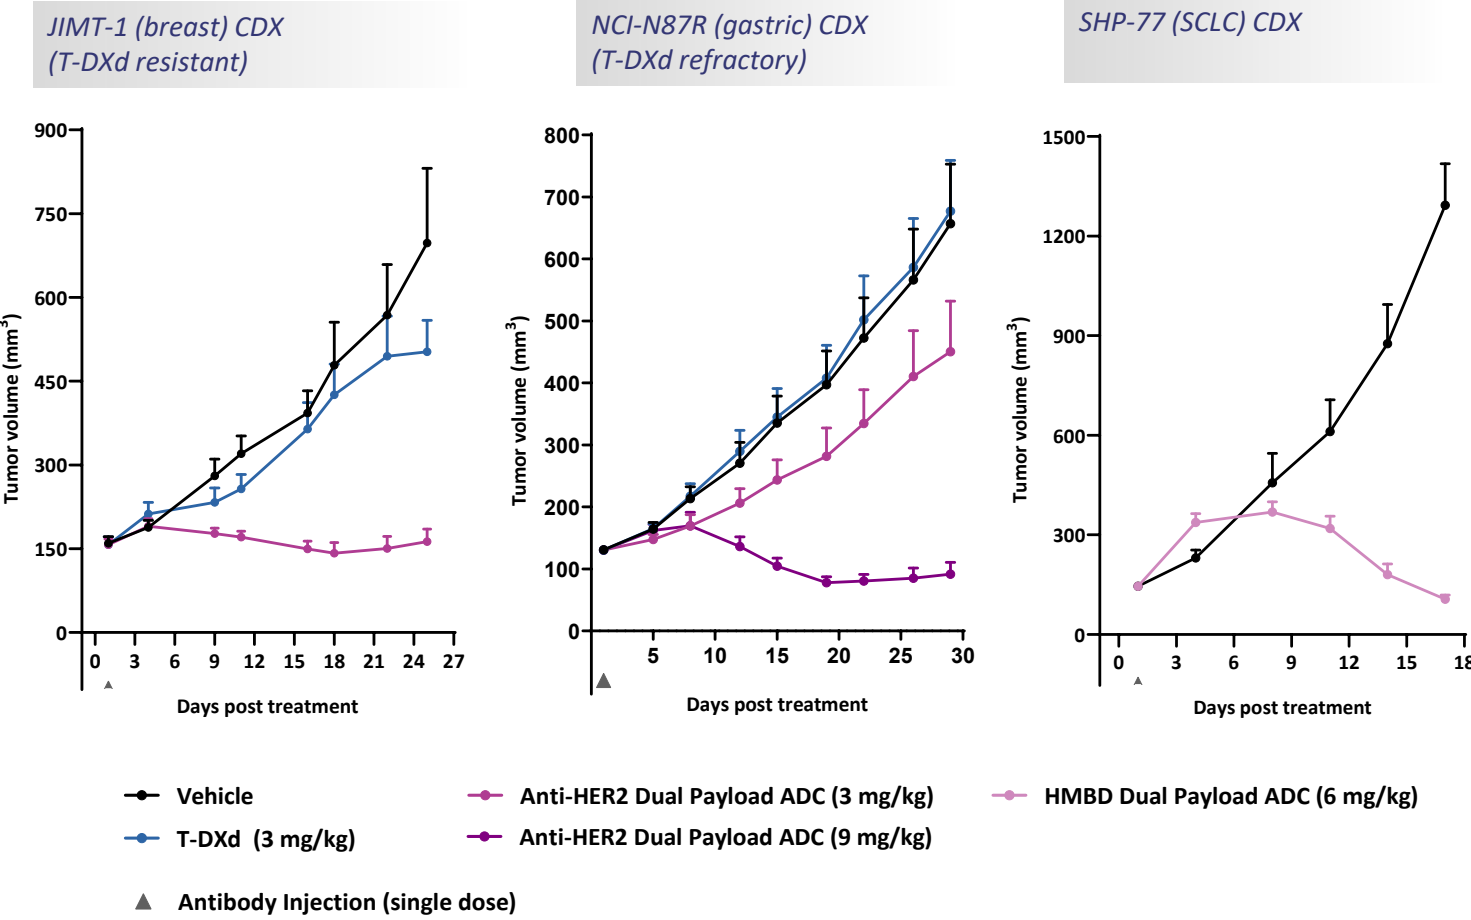 JIMT-1 (breast) CDX
(T-DXd resistant)
NCI-N87R (gastric) CDX
(T-DXd refractory)
SHP-77 (SCLC) CDX
Tumor volume (mm³)
900
750
600
450
300
150
0
0 3 6 9 12 15 18 21 24 27
Days post treatment
Tumor volume (mm³)
800
700
600
500
400
300
200
100
0
5 10 15 20 25 30
Days post treatment
Tumor volume (mm³)
1500
1200
900
600
300
0
0 3 6 9 12 15 18
Days post treatment
Vehicle
Anti-HER2 Dual Payload ADC (3 mg/kg)
HMBD Dual Payload ADC (6 mg/kg)
T-DXd (3 mg/kg)
Anti-HER2 Dual Payload ADC (9 mg/kg)
Antibody Injection (single dose)